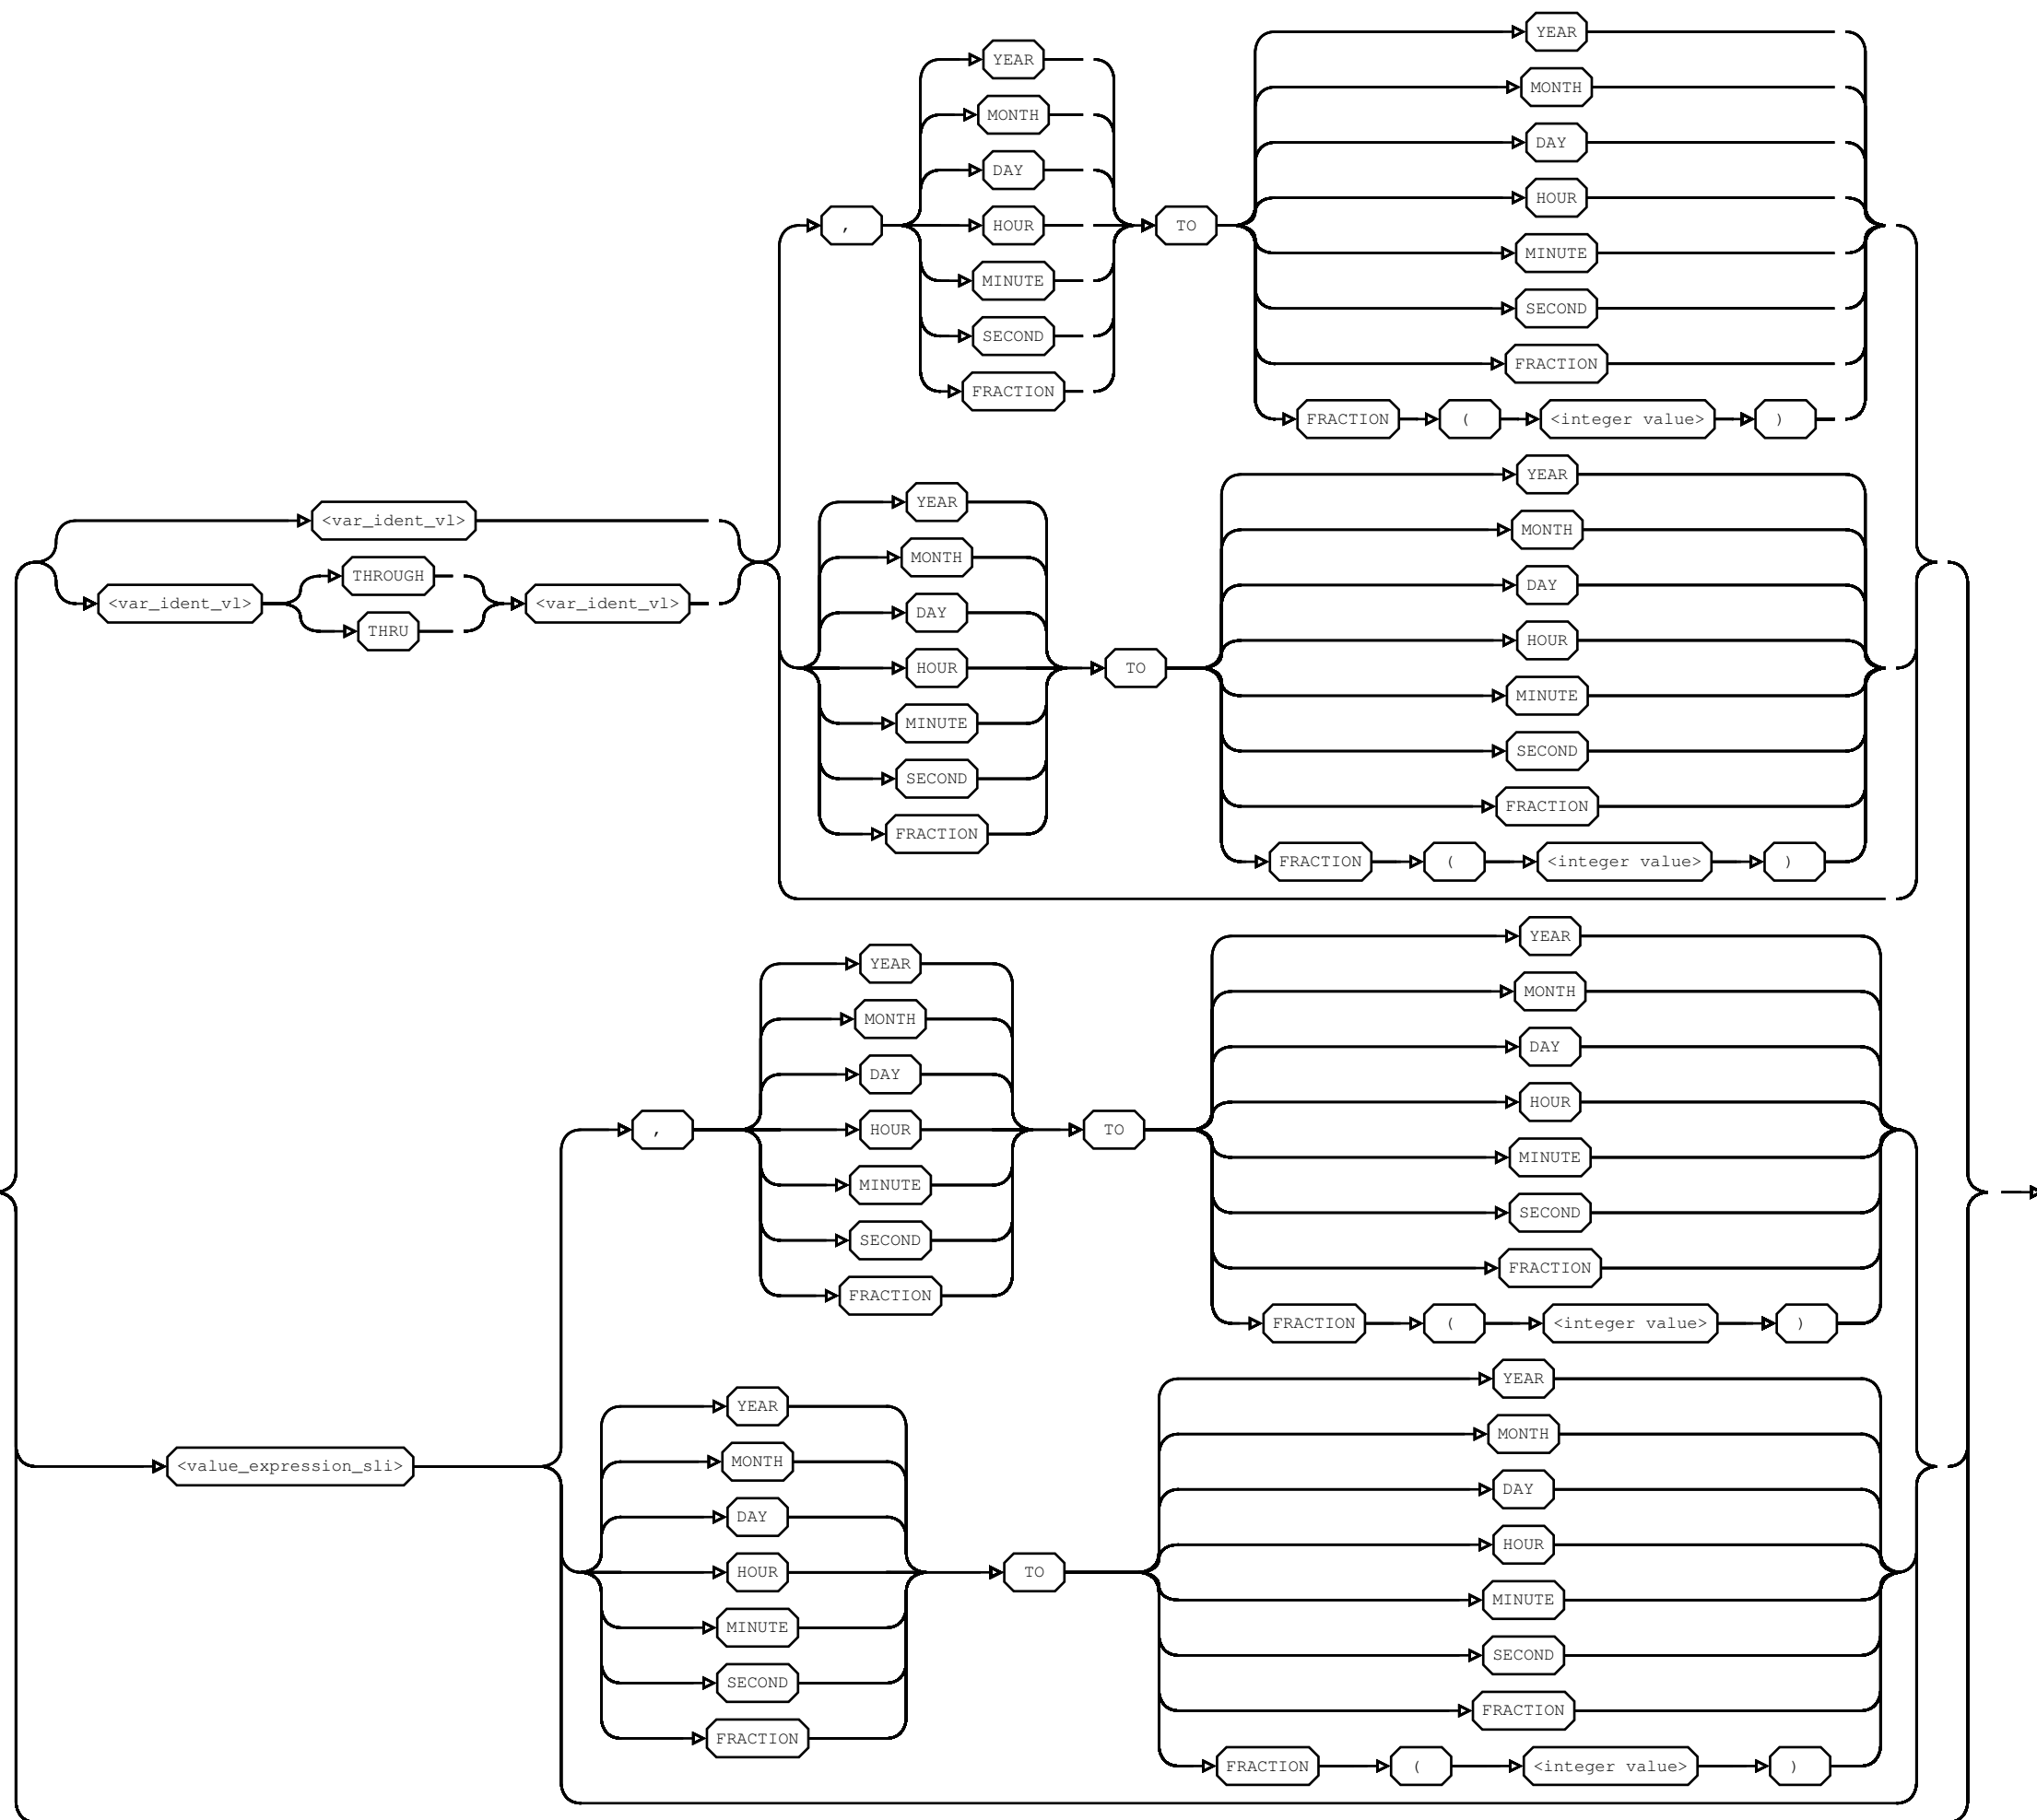 YEAR
YEAR
MONTH
MONTH
DAY
DAY
HOUR
, HOUR TO
MINUTE
MINUTE
SECOND
SECOND
FRACTION
FRACTION
FRACTION ( <integer value> )
YEAR
YEAR
<var_ident_vl>
MONTH
MONTH
THROUGH
DAY
<var_ident_vl> <var_ident_vl>
DAY
THRU
HOUR
HOUR TO
MINUTE
MINUTE
SECOND
SECOND
FRACTION
FRACTION
FRACTION ( <integer value> )
YEAR
YEAR
MONTH
MONTH
DAY
DAY
HOUR
, HOUR TO
MINUTE
MINUTE
SECOND
SECOND
FRACTION
FRACTION
FRACTION ( <integer value> )
YEAR
YEAR
MONTH
MONTH
<value_expression_sli>
DAY
DAY
HOUR
HOUR TO
MINUTE
MINUTE
SECOND
SECOND
FRACTION
FRACTION
FRACTION ( <integer value> )